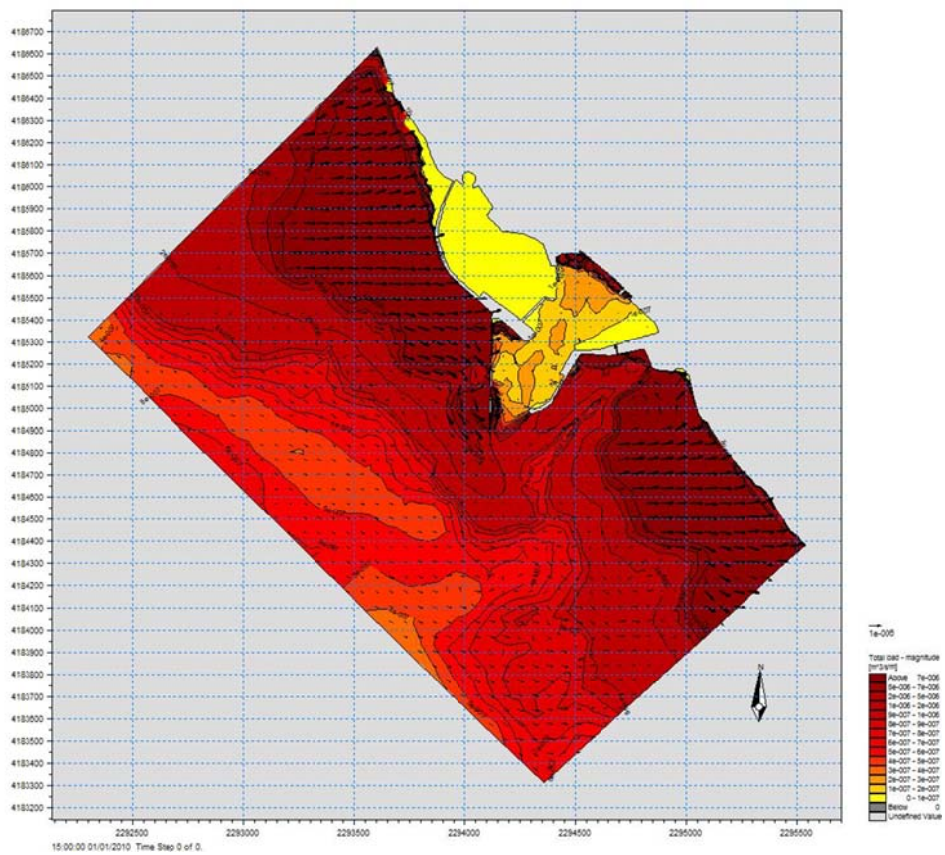 4186700
4186600
4186500
4186400
4186300
4186200
4186100
4186000
4185900
4185800
4185700
4185600
4185500
4185400
4185300
4185200
4185100
4185000
4184900
4184800
4184700
4184600
4184500
4184400
4184300
4184200
4184100
4184000
4183900
4183800
4183700
4183600
4183500
4183400
4183300
4183200
2292500 2293000 2293500 2294000 2294500 2295000 2295500
15:00:00 01/01/2010 Time Step 0 of 0.
N
1e-006
Total load - magnitude
[m^3/s/m]
Above 7e-006
5e-006 - 7e-006
2e-006 - 5e-006
1e-006 - 2e-006
9e-007 - 1e-006
8e-007 - 9e-007
7e-007 - 8e-007
6e-007 - 7e-007
5e-007 - 6e-007
4e-007 - 5e-007
3e-007 - 4e-007
2e-007 - 3e-007
1e-007 - 2e-007
0 - 1e-007
Below 0
Undefined Value